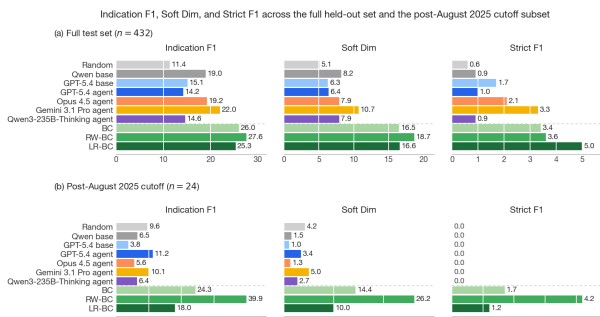 Indication F1, Soft Dim, and Strict F1 across the full held-out set and the post-August 2025 cutoff subset
(a) Full test set (n = 432)
Indication F1
Soft Dim
Strict F1
Random 11.4 5.1 0.6
Qwen base 19.0 8.2 0.9
GPT-5.4 base 15.1 6.3 1.7
GPT-5.4 agent 14.2 6.4 1.0
Opus 4.5 agent 19.2 7.9 2.1
Gemini 3.1 Pro agent 22.0 10.7 3.3
Qwen3-235B-Thinking agent 14.6 7.9 0.9
BC 26.0 16.5 3.4
RW-BC 27.6 18.7 3.6
LR-BC 25.3 16.6 5.0
0 10 20 30 0 5 10 15 20 0 1 2 3 4 5
(b) Post-August 2025 cutoff (n = 24)
Indication F1
Soft Dim
Strict F1
Random 9.6 4.2 0.0
Qwen base 6.5 1.5 0.0
GPT-5.4 base 3.8 1.0 0.0
GPT-5.4 agent 11.2 3.4 0.0
Opus 4.5 agent 5.6 1.3 0.0
Gemini 3.1 Pro agent 10.1 5.0 0.0
Qwen3-235B-Thinking agent 6.4 2.7 0.0
BC 24.3 14.4 1.7
RW-BC 39.9 26.2 4.2
LR-BC 18.0 10.0 1.2